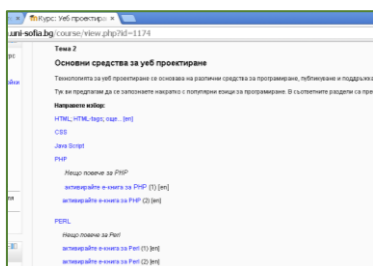 Курс: Уеб проектира
.uni-sofia.bg/course/view.php?id=1174
Тема 2
Основни средства за уеб проектиране
Технологията за уеб проектиране се основава на различни средства за програмиране, публикуване и поддръжка
Тук ви предлагам да се запознаете накратко с популярни езици за програмиране. В съответните раздели са пре
Направете избор:
HTML; HTML-tags; още... [en]
CSS
Java Script
PHP
Нещо повече за PHP
активирайте е-книга за PHP (1) [en]
активирайте е-книга за PHP (2) [en]
PERL
Нещо повече за Perl
активирайте е-книга за Perl (1) [en]
активирайте е-книга за Perl (2) [en]